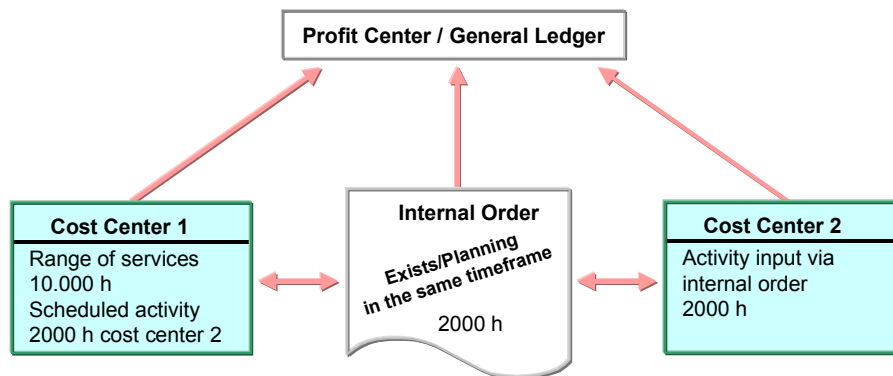 Profit Center / General Ledger
Cost Center 1
Range of services
10.000 h
Scheduled activity
2000 h cost center 2
Internal Order
Exists/Planning
in the same timeframe
2000 h
Cost Center 2
Activity input via
internal order
2000 h